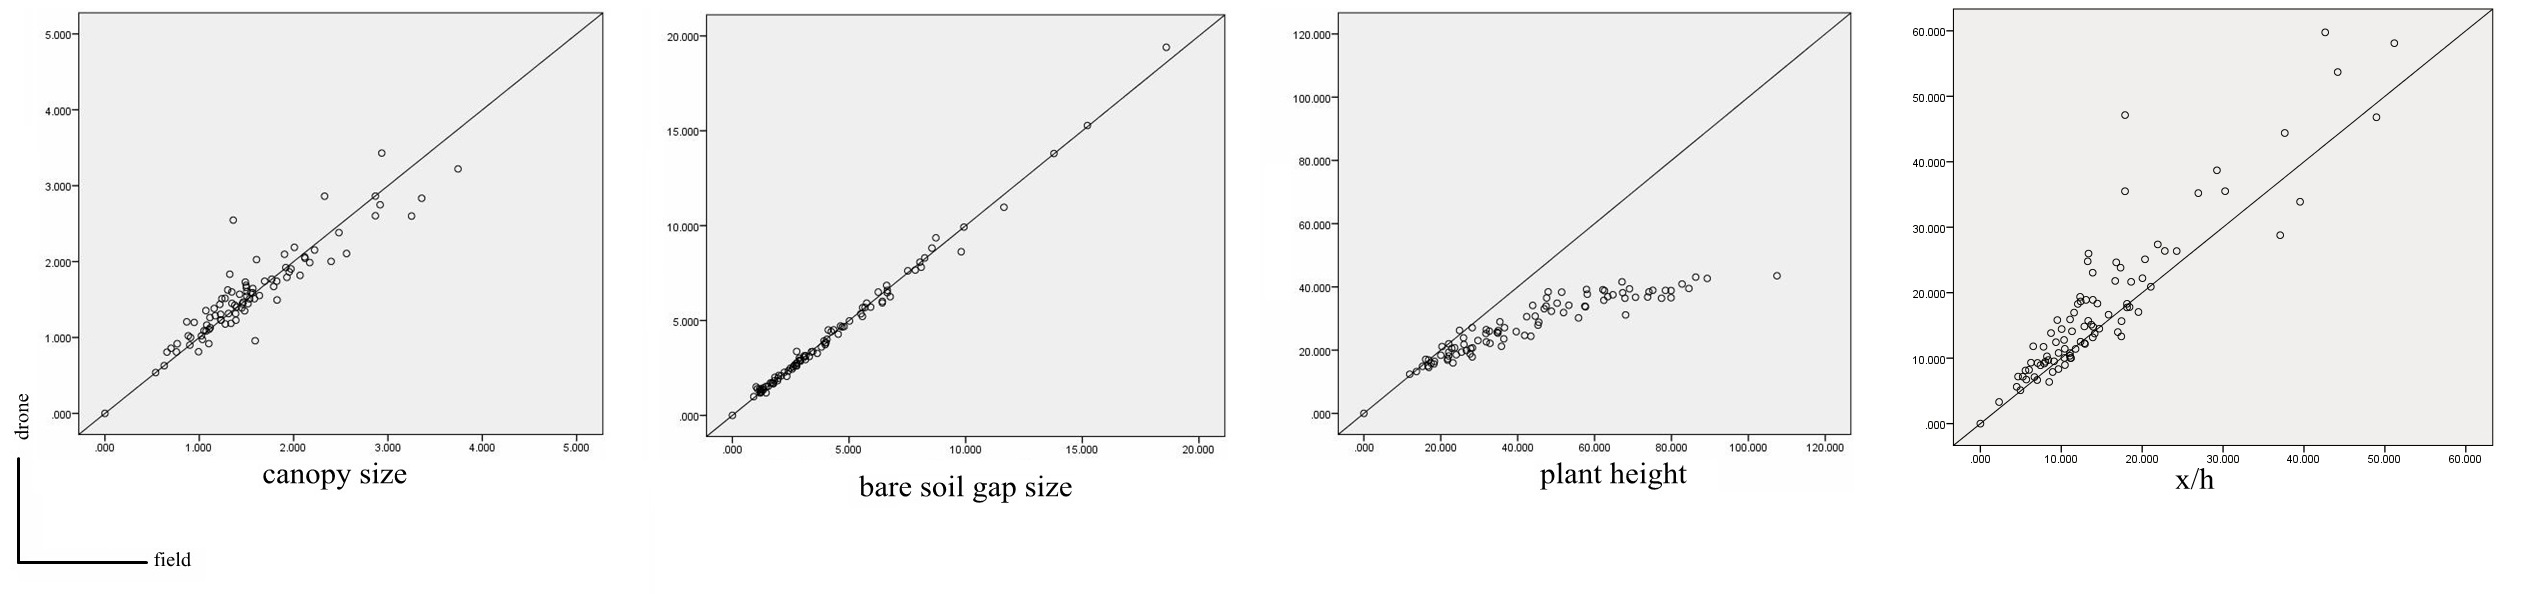 5.000
4.000
3.000
2.000
1.000
.000
.000 1.000 2.000 3.000 4.000 5.000
canopy size
20.000
15.000
10.000
5.000
.000
.000 5.000 10.000 15.000 20.000
bare soil gap size
120.000
100.000
80.000
60.000
40.000
20.000
.000
.000 20.000 40.000 60.000 80.000 100.000 120.000
plant height
60.000
50.000
40.000
30.000
20.000
10.000
.000
.000 10.000 20.000 30.000 40.000 50.000 60.000
x/h
drone
field